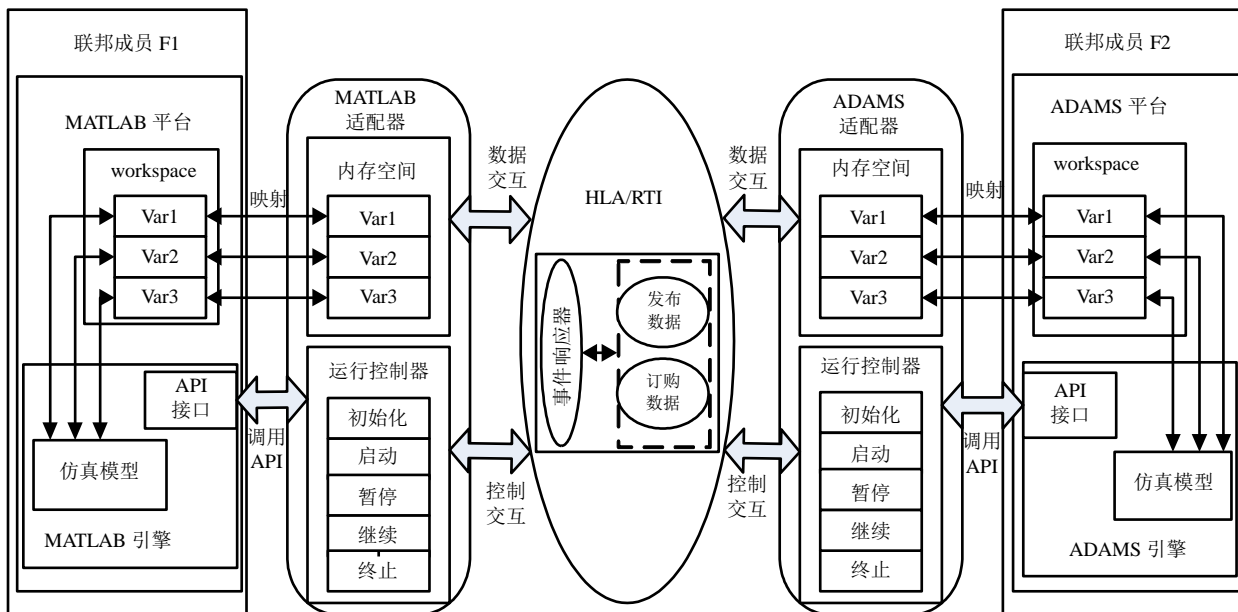 联邦成员 F1
MATLAB 平台
workspace
Var1
Var2
Var3
API
接口
仿真模型
MATLAB 引擎
映射
调用
API
MATLAB
适配器
内存空间
Var1
Var2
Var3
运行控制器
初始化
启动
暂停
继续
终止
数据
交互
控制
交互
HLA/RTI
事件响应器
发布
数据
订购
数据
数据
交互
控制
交互
ADAMS
适配器
内存空间
Var1
Var2
Var3
运行控制器
初始化
启动
暂停
继续
终止
映射
调用
API
联邦成员 F2
ADAMS 平台
workspace
Var1
Var2
Var3
API
接口
仿真模型
ADAMS 引擎